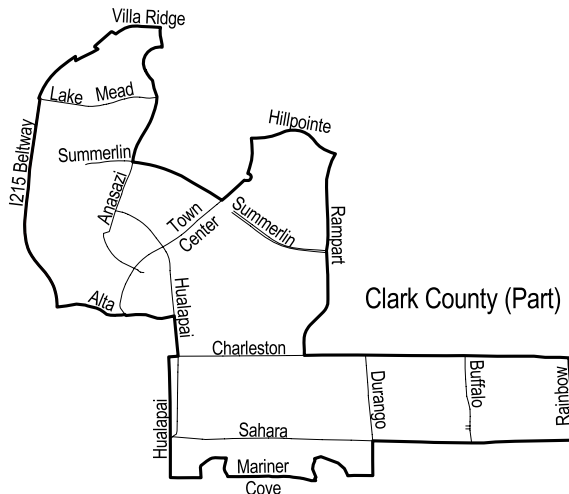 Villa Ridge
Lake Mead
I215 Beltway
Hillpointe
Summerlin
Anasazi
Town
Center
Summerlin
Rampart
Alta
Hualapai
Clark County (Part)
Charleston
Hualapai
Durango
Buffalo
Rainbow
Sahara
Mariner
Cove